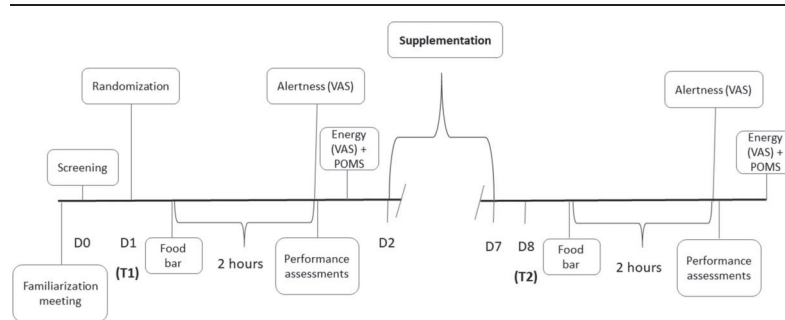 Supplementation
Randomization
Alertness (VAS)
Alertness (VAS)
Energy
(VAS) +
POMS
Energy
(VAS) +
POMS
Screening
D0
D1
(T1)
Food
bar
2 hours
Performance
assessments
D2
D7
D8
(T2)
Food
bar
2 hours
Performance
assessments
Familiarization
meeting